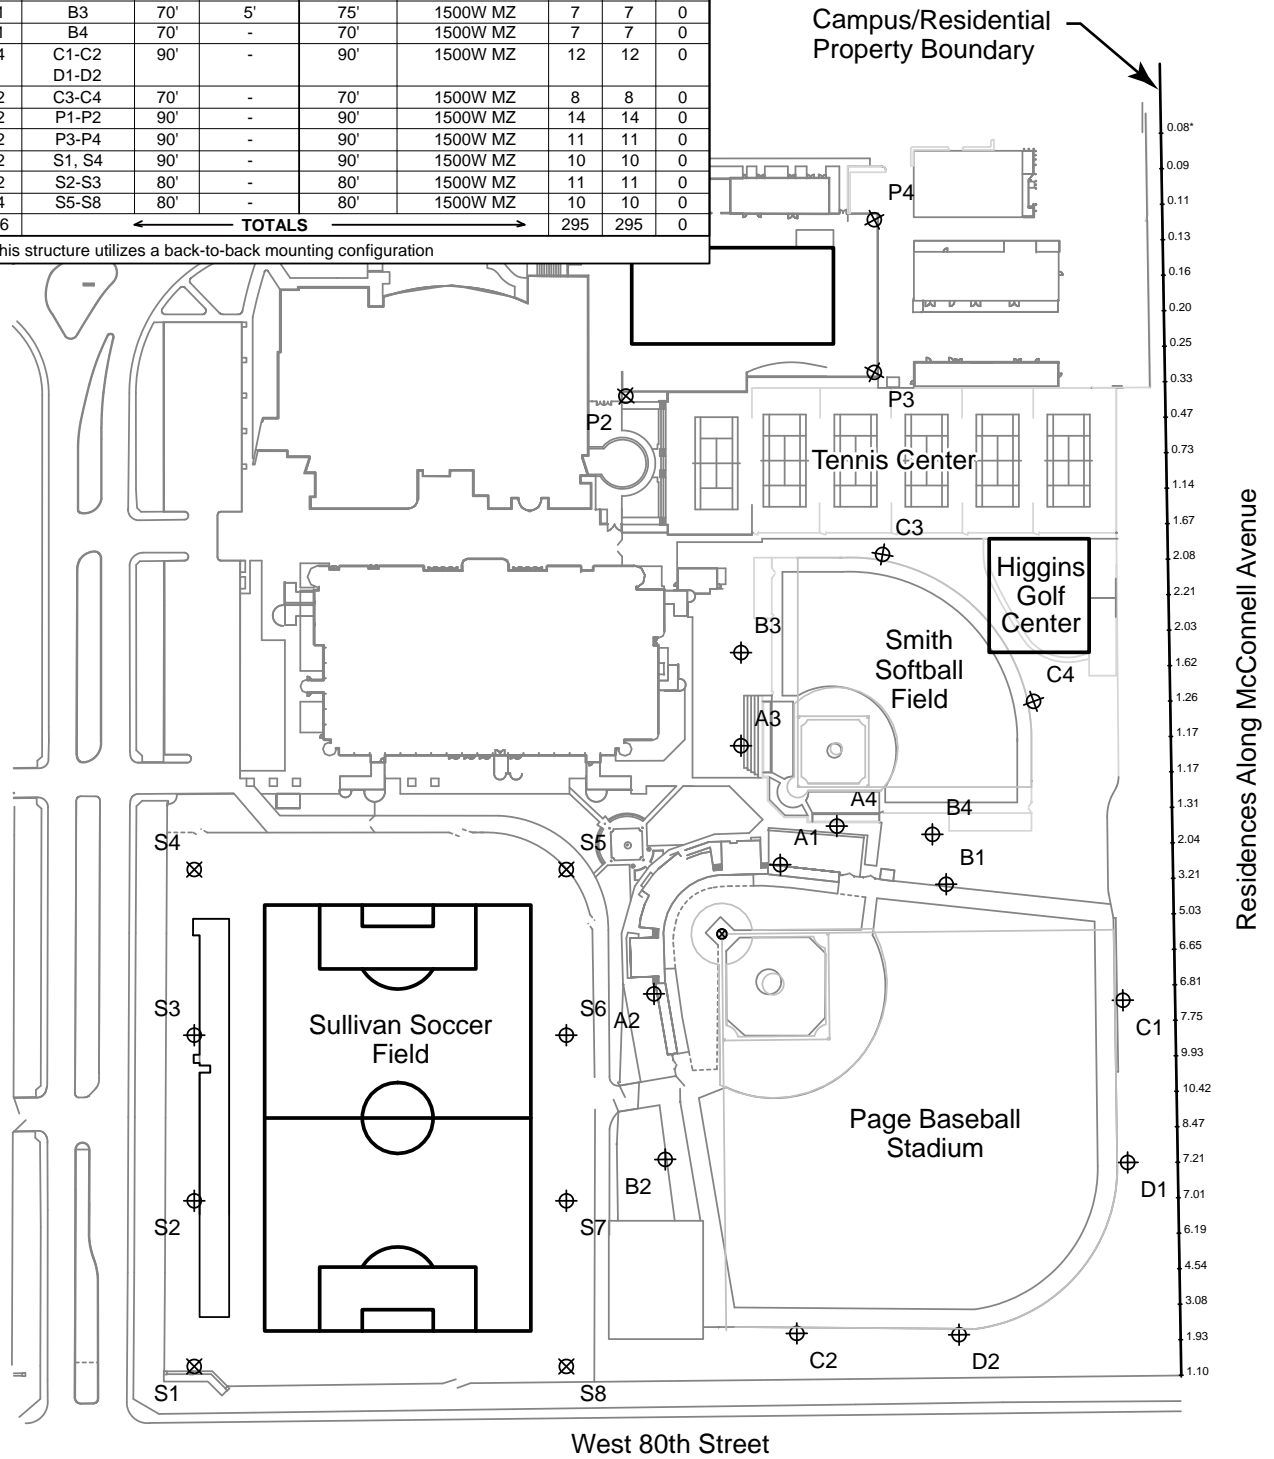 1 B3 70' 5' 75' 1500W MZ 7 7 0
1 B4 70' - 70' 1500W MZ 7 7 0
4 C1-C2 90' - 90' 1500W MZ 12 12 0
D1-D2
2 C3-C4 70' - 70' 1500W MZ 8 8 0
2 P1-P2 90' - 90' 1500W MZ 14 14 0
2 P3-P4 90' - 90' 1500W MZ 11 11 0
2 S1, S4 90' - 90' 1500W MZ 10 10 0
2 S2-S3 80' - 80' 1500W MZ 11 11 0
4 S5-S8 80' - 80' 1500W MZ 10 10 0
6 TOTALS 295 295 0
his structure utilizes a back-to-back mounting configuration
Campus/Residential
Property Boundary
0.08*
0.09
0.11
0.13
0.16
0.20
0.25
0.33
0.47
0.73
1.14
1.67
2.08
2.21
2.03
1.62
1.26
1.17
1.17
1.31
2.04
3.21
5.03
6.65
6.81
7.75
9.93
10.42
8.47
7.21
7.01
6.19
4.54
3.08
1.93
1.10
Residences Along McConnell Avenue
P4
P3
P2
Tennis Center
C3
Higgins
Golf
Center
B3
Smith
Softball
Field
C4
A3
A4
B4
A1
B1
S4
S5
S3
Sullivan Soccer
Field
S6
A2
C1
Page Baseball
Stadium
B2
D1
S2
S7
C2
D2
S1
S8
West 80th Street